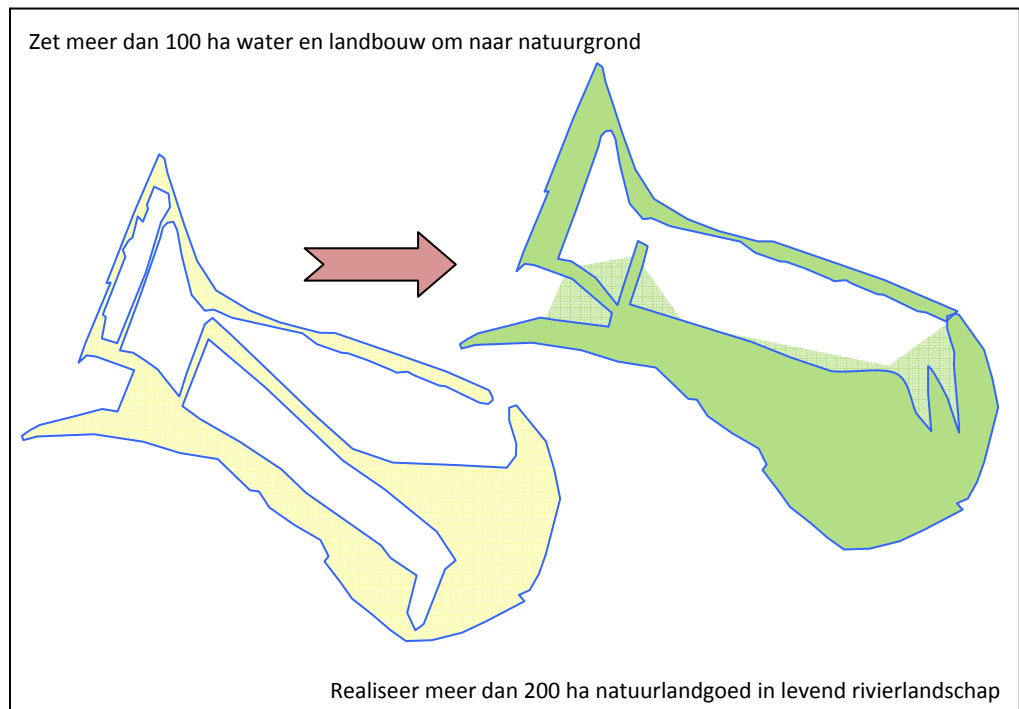 Zet meer dan 100 ha water en landbouw om naar natuurgrond
Realiseer meer dan 200 ha natuurlandgoed in levend rivierlandschap